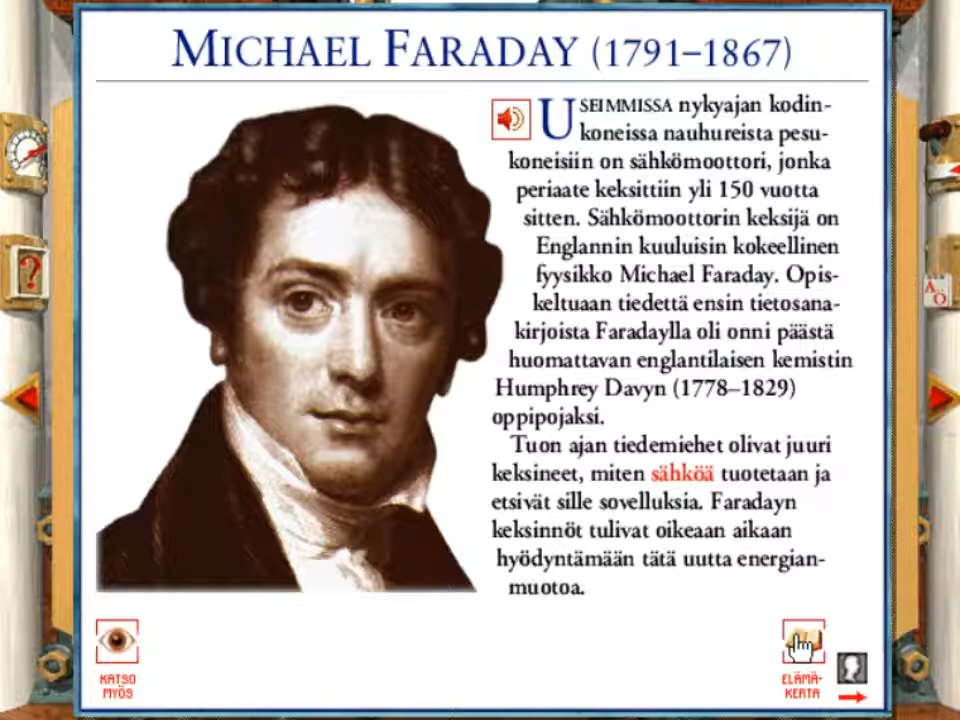 MICHAEL FARADAY (1791–1867)
USEIMMISSA nykyajan kodin-
koneissa nauhureista pesu-
koneisiin on sähkömoottori, jonka
periaate keksittiin yli 150 vuotta
sitten. Sähkömoottorin keksijä on
Englannin kuuluisin kokeellinen
fyysikko Michael Faraday. Opis-
keltuaan tiedettä ensin tietosana-
kirjoista Faradaylla oli onni päästä
huomattavan englantilaisen kemistin
Humphrey Davyn (1778–1829)
oppipojaksi.
Tuon ajan tiedemiehet olivat juuri
keksineet, miten sähköä tuotetaan ja
etsivät sille sovelluksia. Faradayn
keksinnöt tulivat oikeaan aikaan
hyödyntämään tätä uutta energian-
muotoa.
?
A
O
KATSO
MYÖS
ELÄMÄ-
KERTA